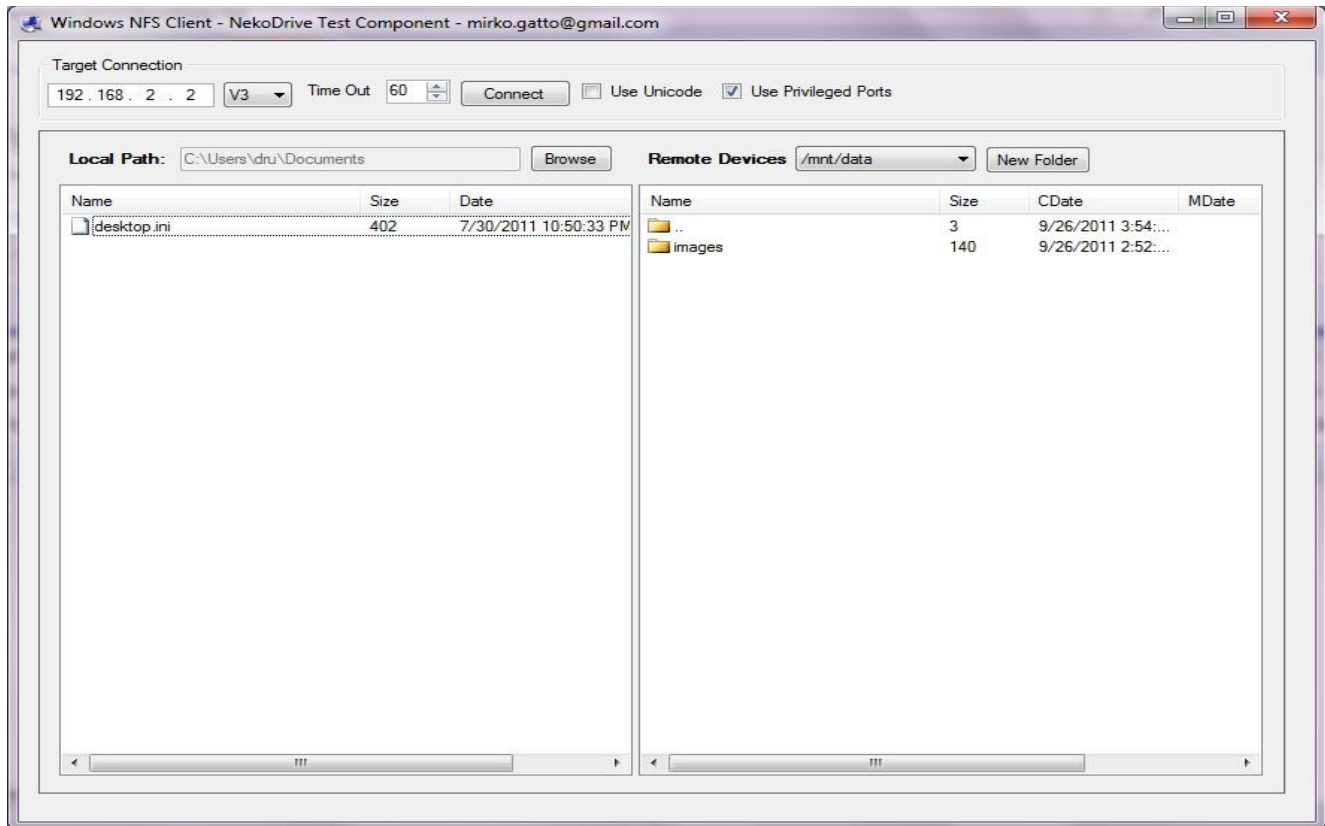 Windows NFS Client - NekoDrive Test Component - mirko.gatto@gmail.com
Target Connection
192 . 168 . 2 . 2 V3 Time Out 60 Connect Use Unicode Use Privileged Ports
Local Path: C:\Users\dru\Documents Browse Remote Devices /mnt/data New Folder
Name Size Date Name Size CDate MDate
desktop.ini 402 7/30/2011 10:50:33 PM .. 3 9/26/2011 3:54:...
images 140 9/26/2011 2:52:...